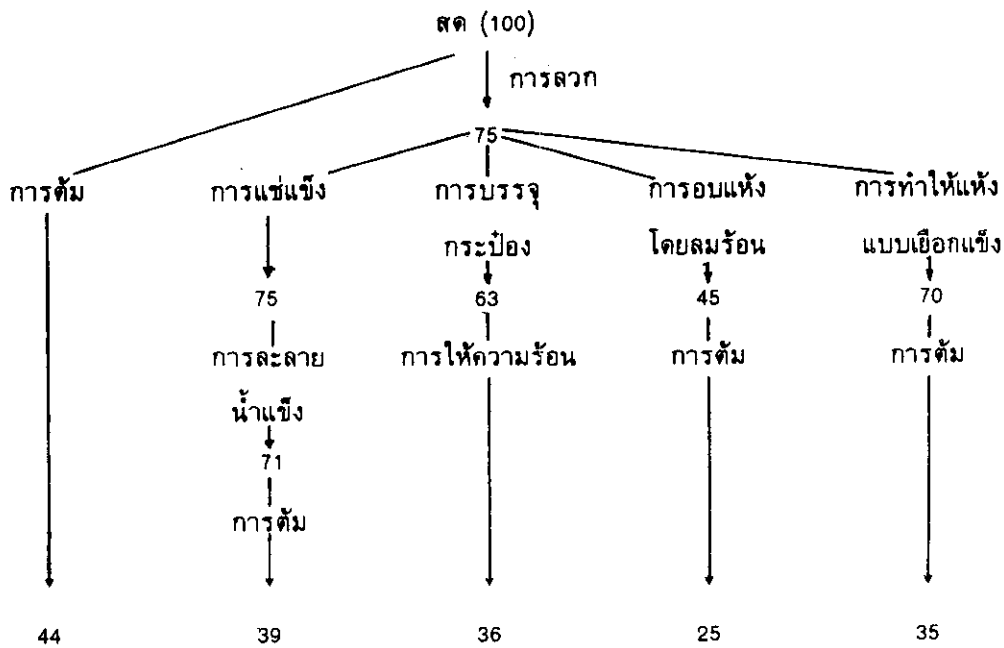 สด (100)
การลวก
75
การต้ม การแช่แข็ง การบรรจุ การอบแห้ง การทำให้แห้ง
กระป๋อง โดยลมร้อน แบบเยือกแข็ง
75 63 45 70
การละลาย การให้ความร้อน การต้ม การต้ม
น้ำแข็ง
71
การต้ม
44 39 36 25 35